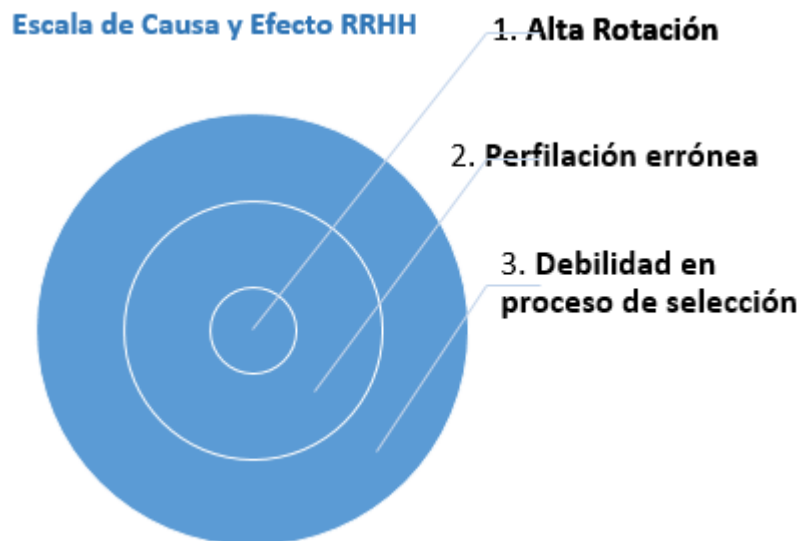 Escala de Causa y Efecto RRHH
1. Alta Rotación
2. Perfilación errónea
3. Debilidad en
proceso de selección